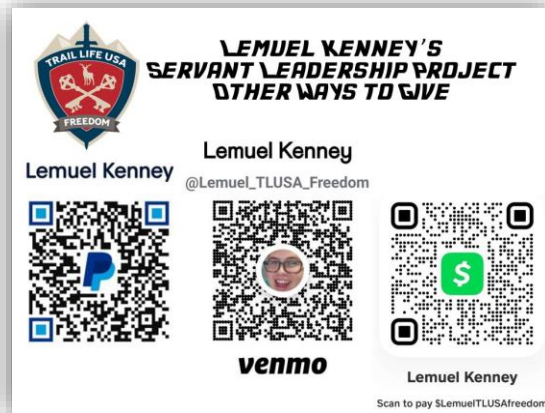 TRAIL LIFE USA
FREEDOM
LEMUEL KENNEY'S
SERVANT LEADERSHIP PROJECT
OTHER WAYS TO GIVE
Lemuel Kenney
Lemuel Kenney
@Lemuel_TLUSA_Freedom
P
$
venmo
Lemuel Kenney
Scan to pay $LemuelTLUSAfreedom